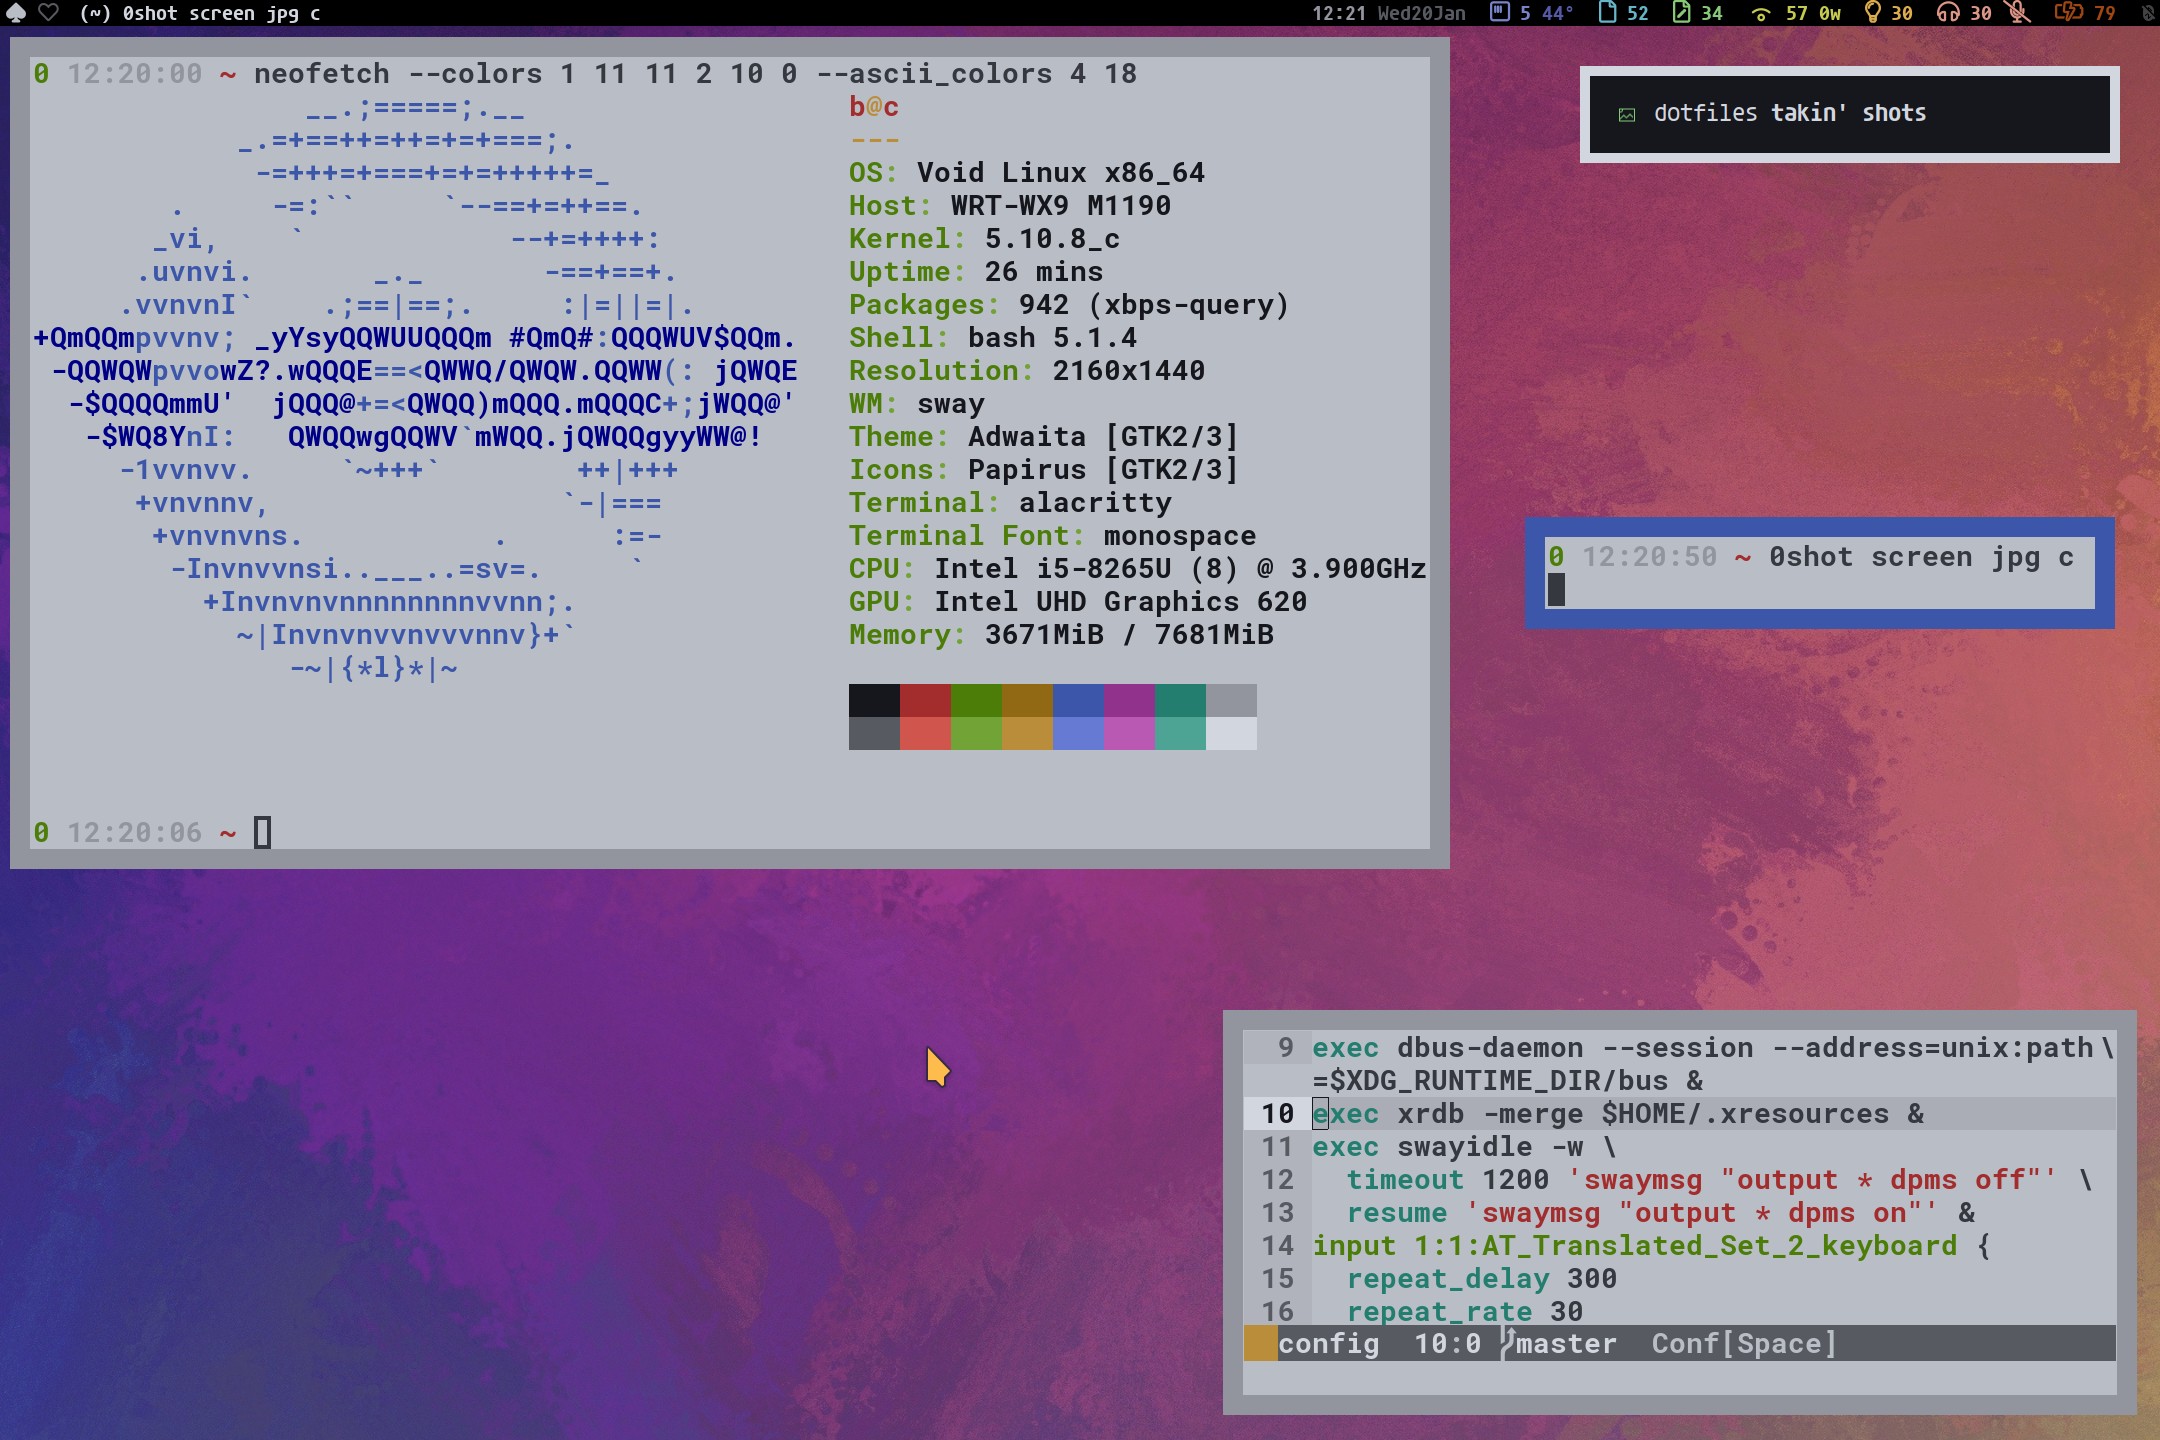 (~) 0shot screen jpg c
12:21 Wed20Jan 5 44° 52 34 57 0w 30 30 79
0 12:20:00 ~ neofetch --colors 1 11 11 2 10 0 --ascii_colors 4 18
__.;=====;.__
_.=+==++=++=+=+===;.
-=+++=+===+=+=+++++=_
. -=:`` `--==+=++==.
_vi, ` --+=++++:
.uvnvi. _._ -==+==+.
.vvnvnI` .;==|==;. :|=||=|.
+QmQQmpvvnv; _yYsyQQWUUQQQm #QmQ#:QQQWUV$QQm.
-QQWQWpvvowZ?.wQQQE==<QWWQ/QWQW.QQWW(: jQWQE
-$QQQQmmU' jQQQ@+=<QWQQ)mQQQ.mQQQC+;jWQQ@'
-$WQ8YnI: QWQQwgQQWV`mWQQ.jQWQQgyyWW@!
-1vvnvv. `~+++` ++|+++
+vnvnnv, `-|===
+vnvnvns. . :=-
-Invnvvnsi..___..=sv=. `
+Invnvnvnnnnnnnnvvnn;.
~|Invnvnvvnvvvnnv}+`
-~|{*l}*|~
b@c
---
OS: Void Linux x86_64
Host: WRT-WX9 M1190
Kernel: 5.10.8_c
Uptime: 26 mins
Packages: 942 (xbps-query)
Shell: bash 5.1.4
Resolution: 2160x1440
WM: sway
Theme: Adwaita [GTK2/3]
Icons: Papirus [GTK2/3]
Terminal: alacritty
Terminal Font: monospace
CPU: Intel i5-8265U (8) @ 3.900GHz
GPU: Intel UHD Graphics 620
Memory: 3671MiB / 7681MiB
0 12:20:06 ~
dotfiles takin' shots
0 12:20:50 ~ 0shot screen jpg c
9 exec dbus-daemon --session --address=unix:path\
=$XDG_RUNTIME_DIR/bus &
10 exec xrdb -merge $HOME/.xresources &
11 exec swayidle -w \
12 timeout 1200 'swaymsg "output * dpms off"' \
13 resume 'swaymsg "output * dpms on"' &
14 input 1:1:AT_Translated_Set_2_keyboard {
15 repeat_delay 300
16 repeat_rate 30
config 10:0 master Conf[Space]